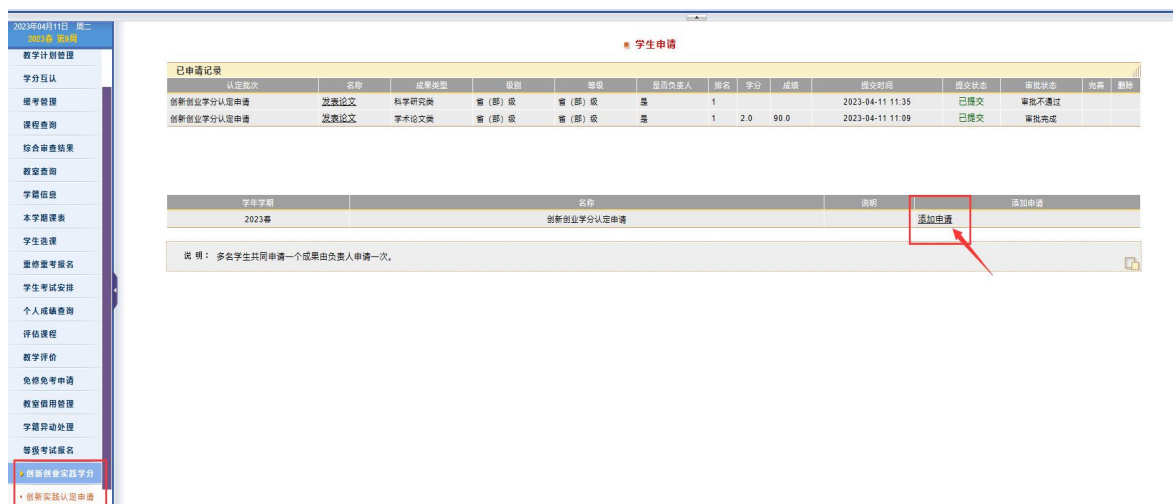 2023年04月11日 周二
2023春 第9周
教学计划管理
学分互认
缓考管理
课程查询
综合审查结果
教室查询
学籍信息
本学期课表
学生选课
重修重考报名
学生考试安排
个人成绩查询
评估课程
教学评价
免修免考申请
教室借用管理
学籍异动处理
等级考试报名
创新创业实践学分
创新实践认定申请
学生申请
已申请记录
认定批次 名称 成果类型 级别 等级 是否负责人 排名 学分 成绩 提交时间 提交状态 审批状态 完善 删除
创新创业学分认定申请 发表论文 科学研究类 省（部）级 省（部）级 是 1 2023-04-11 11:35 已提交 审批不通过
创新创业学分认定申请 发表论文 学术论文类 省（部）级 省（部）级 是 1 2.0 90.0 2023-04-11 11:09 已提交 审批完成
学年学期 名称 说明 添加申请
2023春 创新创业学分认定申请 添加申请
说 明： 多名学生共同申请一个成果由负责人申请一次。